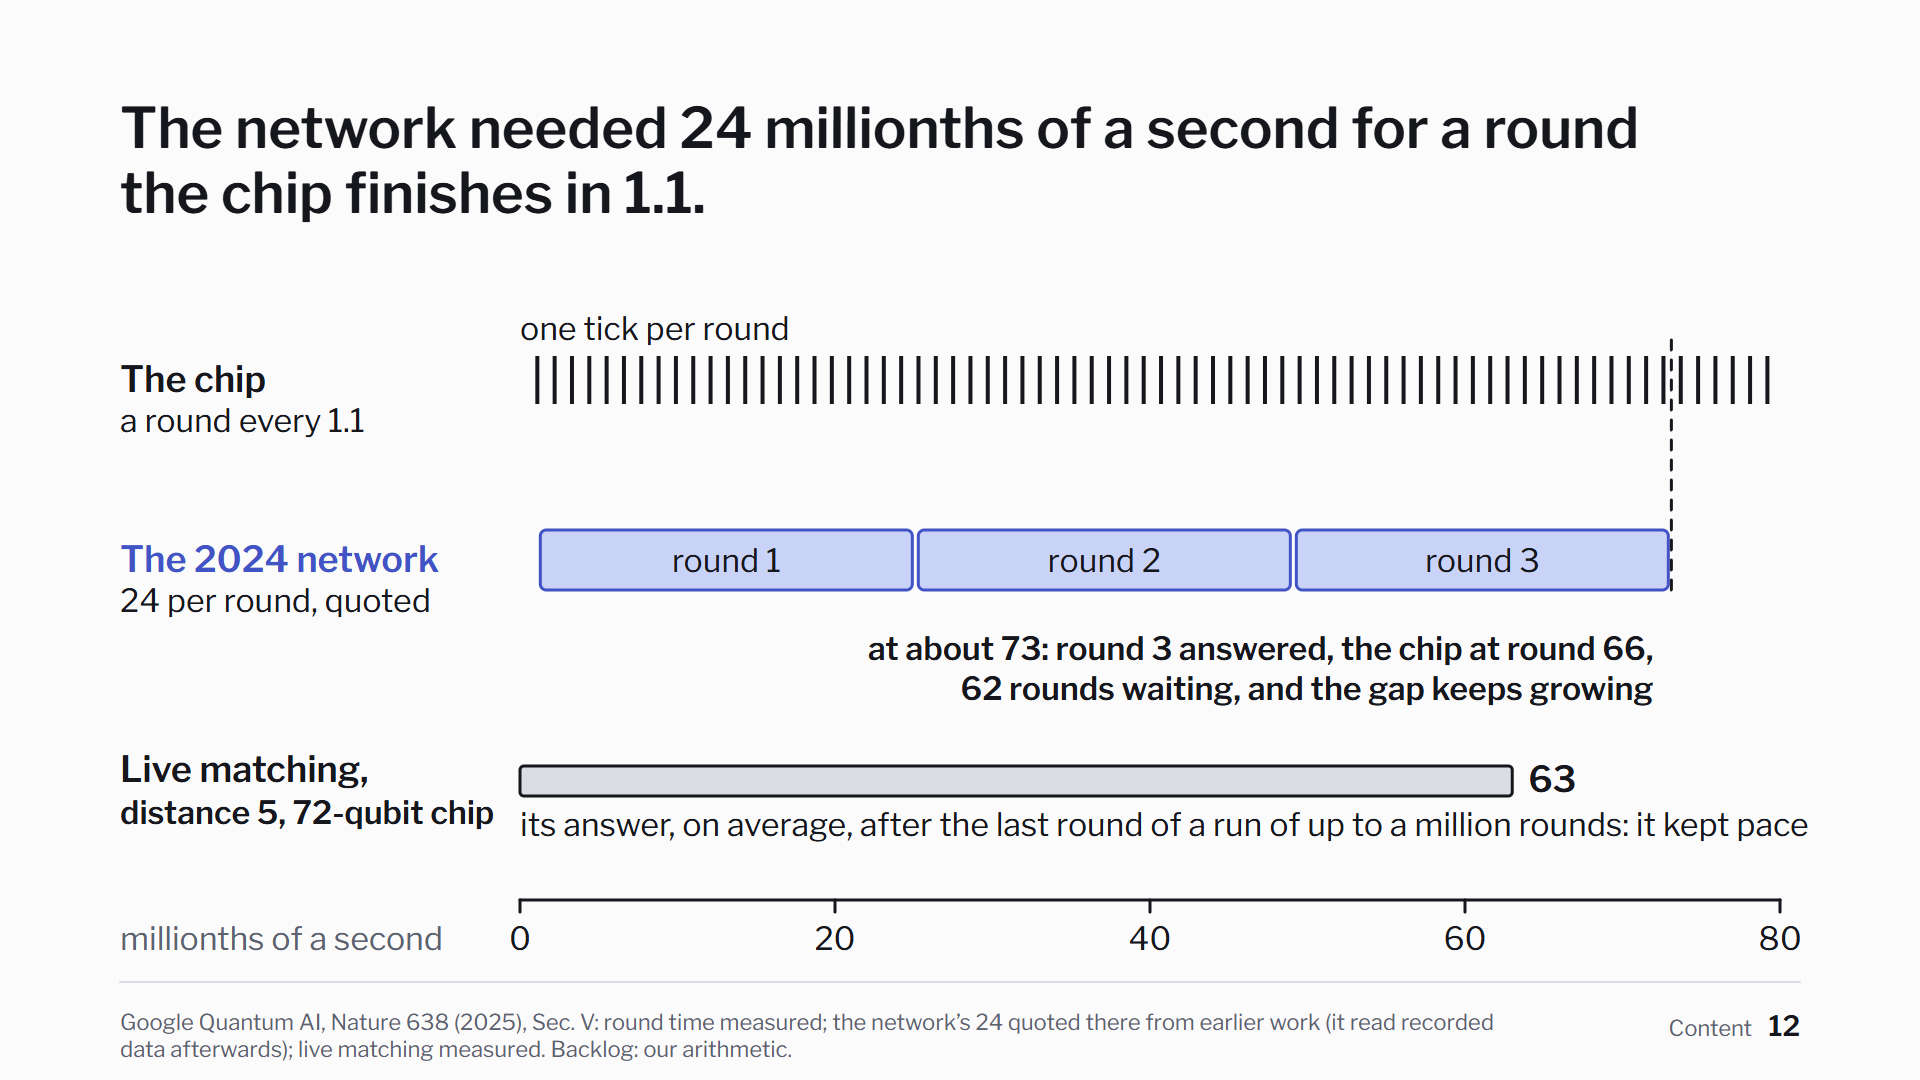 The network needed 24 millionths of a second for a round
the chip finishes in 1.1.
one tick per round
The chip
a round every 1.1
The 2024 network
24 per round, quoted
round 1
round 2
round 3
at about 73: round 3 answered, the chip at round 66,
62 rounds waiting, and the gap keeps growing
Live matching,
distance 5, 72-qubit chip
63
its answer, on average, after the last round of a run of up to a million rounds: it kept pace
millionths of a second
0
20
40
60
80
Google Quantum AI, Nature 638 (2025), Sec. V: round time measured; the network’s 24 quoted there from earlier work (it read recorded
data afterwards); live matching measured. Backlog: our arithmetic.
Content 12